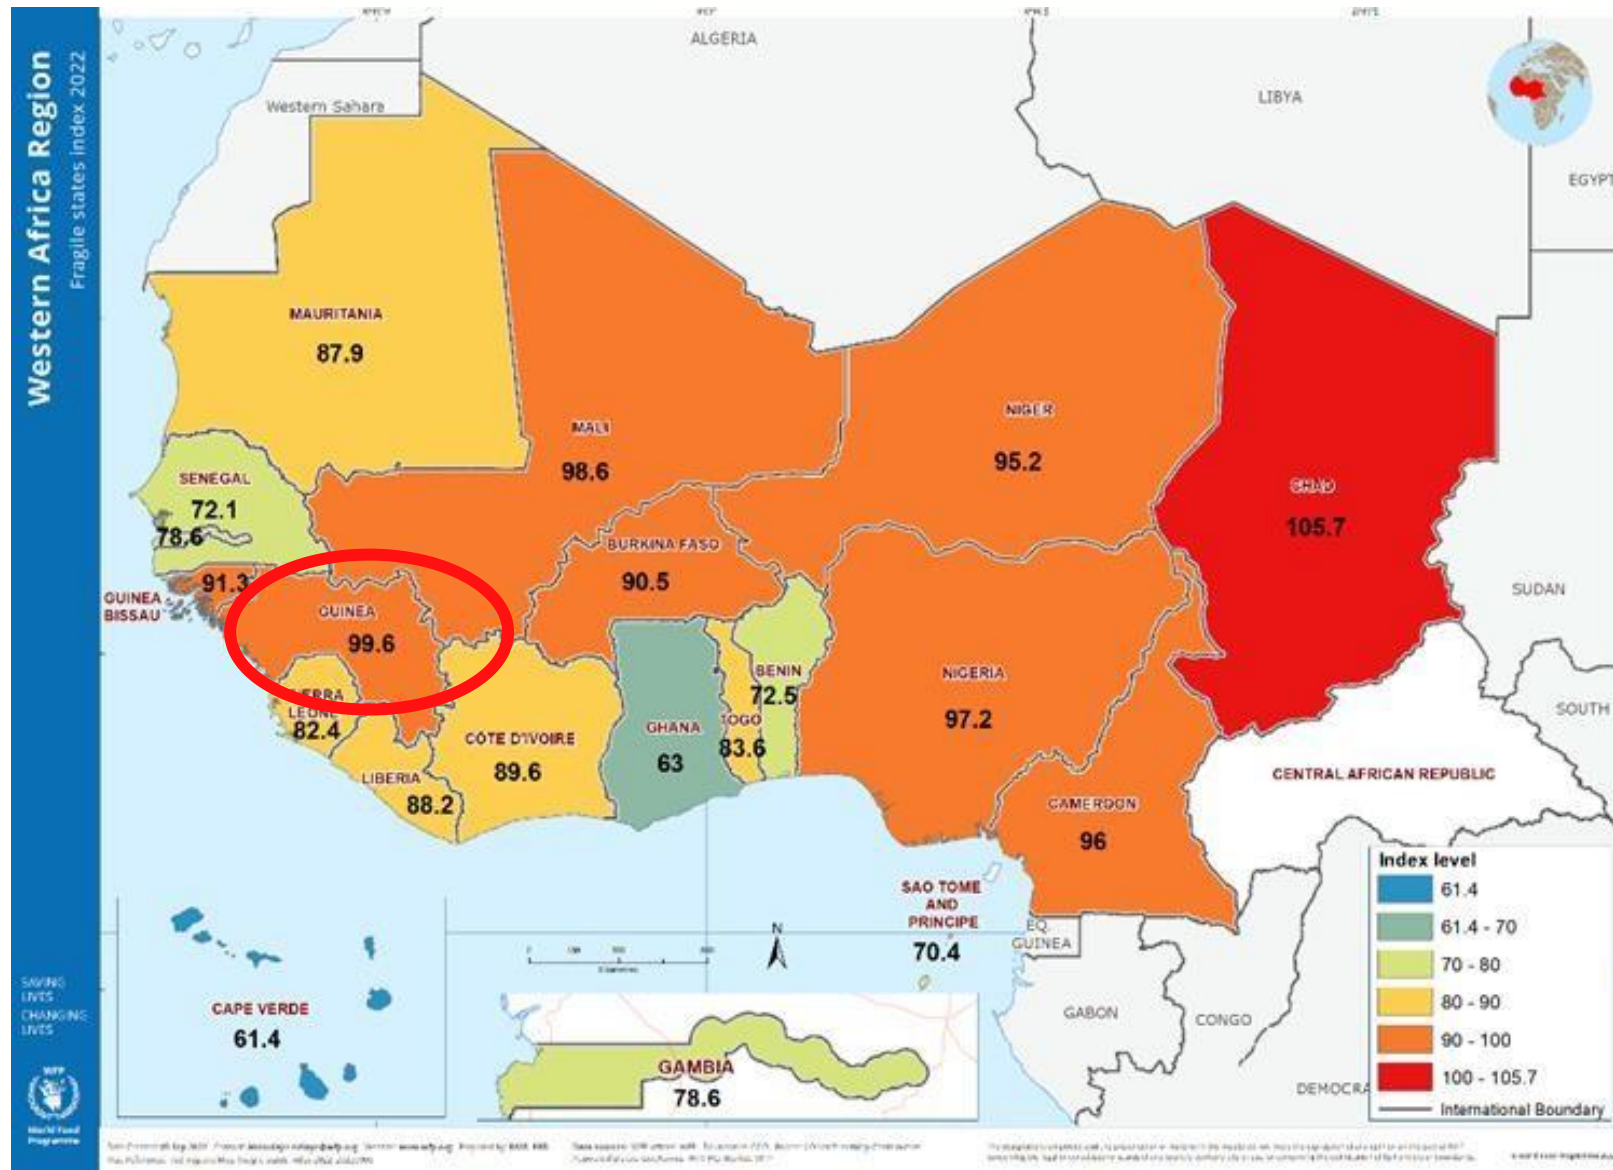 Western Africa Region
Fragile states index 2022
ALGERIA
LIBYA
EGYPT
Western Sahara
MAURITANIA
87.9
MALI
98.6
NIGER
95.2
CHAD
105.7
SENEGAL
72.1
78.6
BURKINA FASO
90.5
SUDAN
91.3
GUINEA
BISSAU
GUINEA
99.6
BENIN
72.5
NIGERIA
97.2
SOUTH
LEONE
82.4
CÔTE D'IVOIRE
89.6
GHANA
63
TOGO
83.6
LIBERIA
88.2
CENTRAL AFRICAN REPUBLIC
CAMEROON
96
SAO TOME
AND
PRINCIPE
70.4
EQ.
GUINEA
GABON
CONGO
DEMOCRA
N
CAPE VERDE
61.4
GAMBIA
78.6
Index level
61.4
61.4 - 70
70 - 80
80 - 90
90 - 100
100 - 105.7
International Boundary
SAVING
LIVES
CHANGING
LIVES
WFP
World Food
Programme